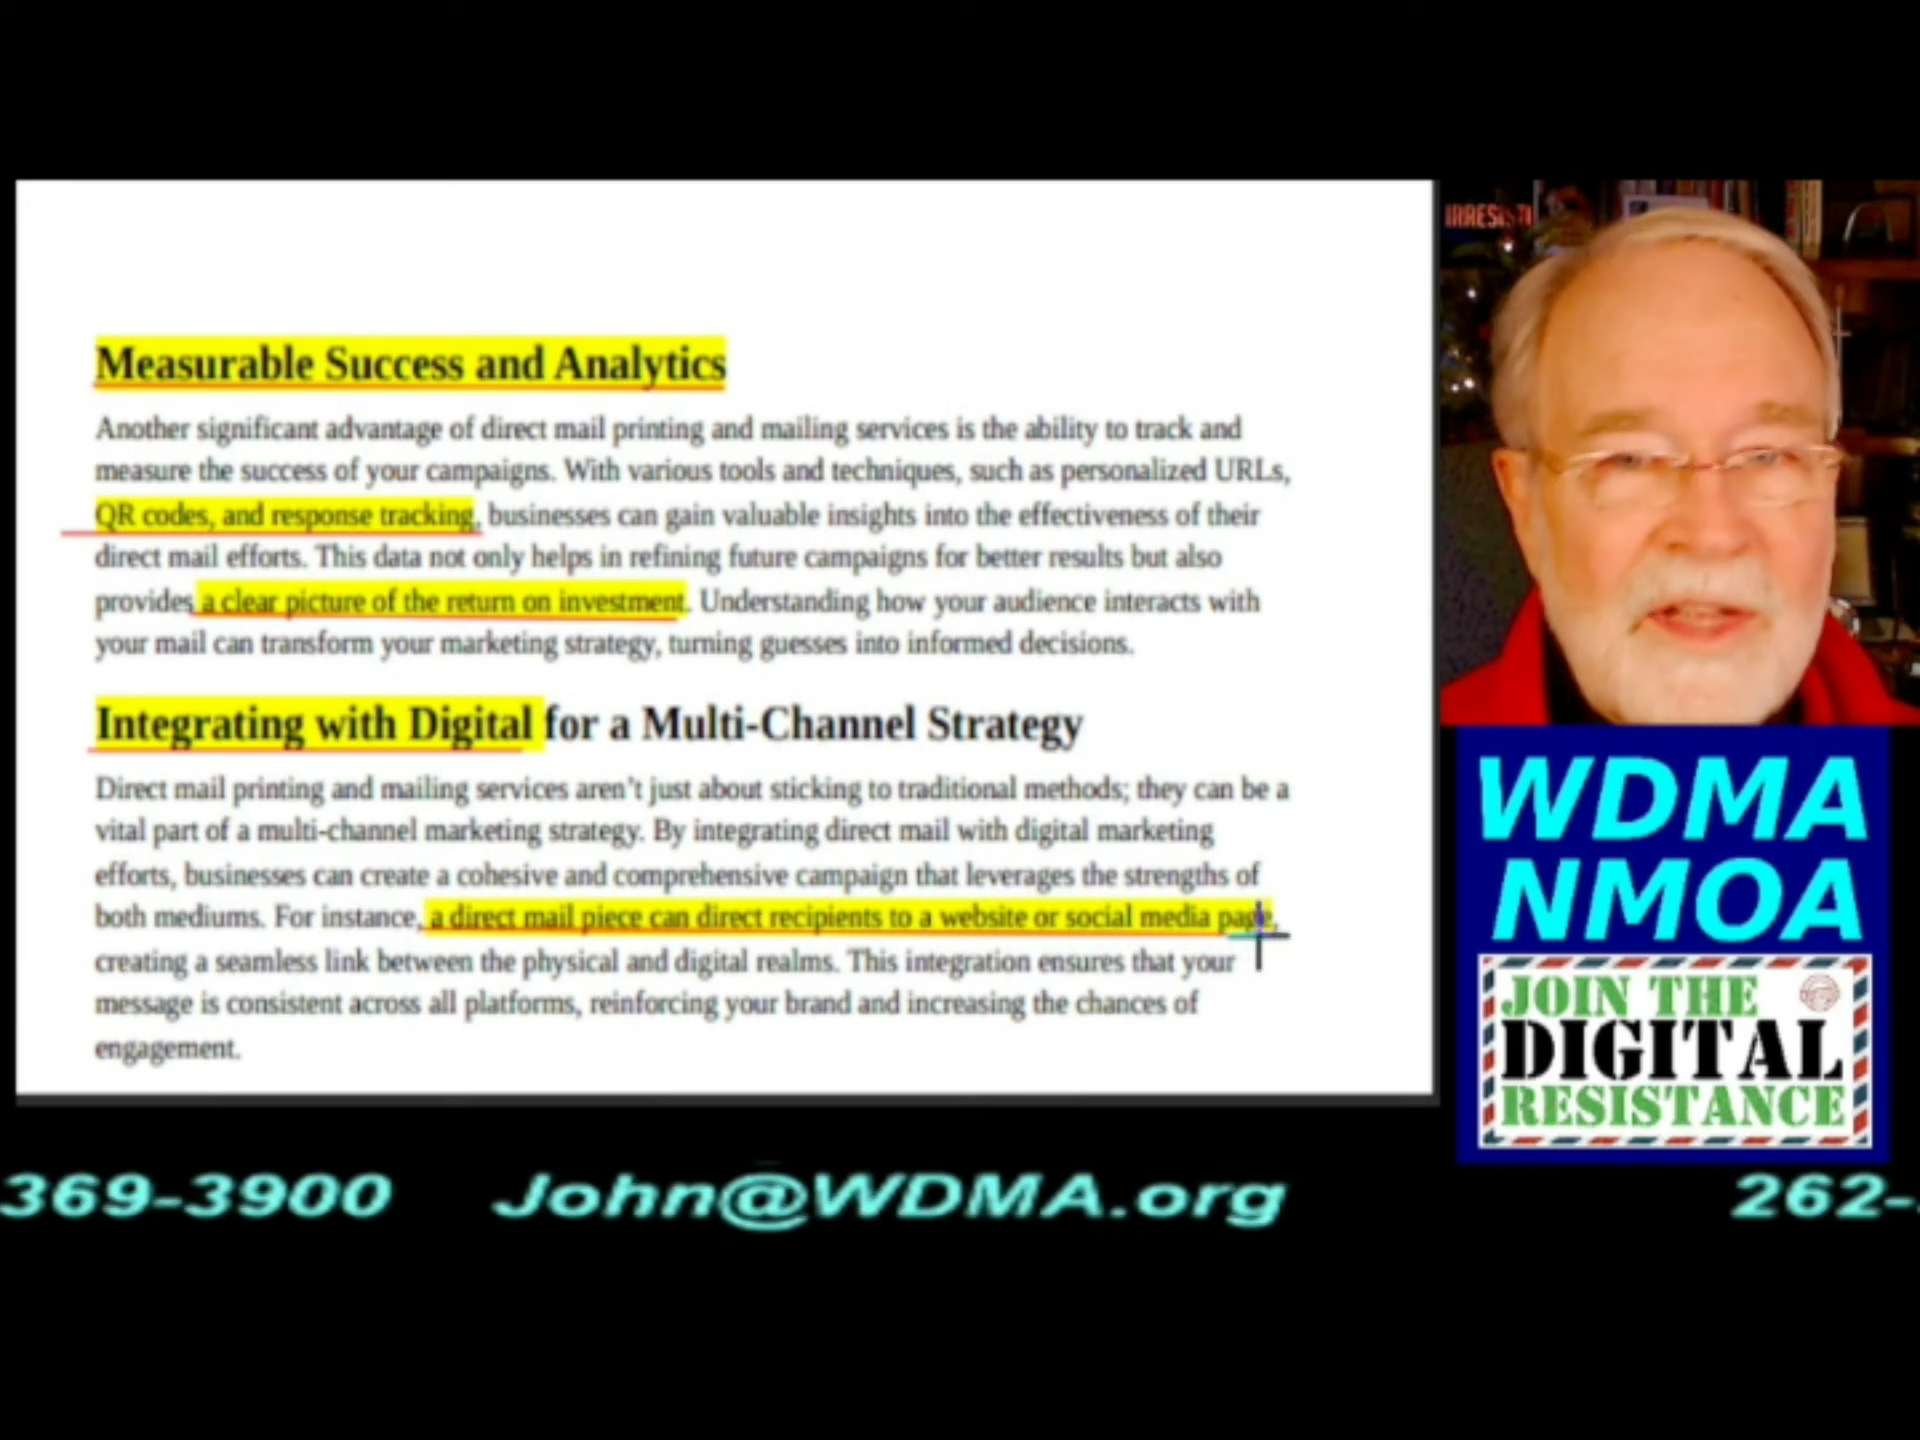 Measurable Success and Analytics
Another significant advantage of direct mail printing and mailing services is the ability to track and
measure the success of your campaigns. With various tools and techniques, such as personalized URLs,
QR codes, and response tracking, businesses can gain valuable insights into the effectiveness of their
direct mail efforts. This data not only helps in refining future campaigns for better results but also
provides a clear picture of the return on investment. Understanding how your audience interacts with
your mail can transform your marketing strategy, turning guesses into informed decisions.
Integrating with Digital for a Multi-Channel Strategy
Direct mail printing and mailing services aren't just about sticking to traditional methods; they can be a
vital part of a multi-channel marketing strategy. By integrating direct mail with digital marketing
efforts, businesses can create a cohesive and comprehensive campaign that leverages the strengths of
both mediums. For instance, a direct mail piece can direct recipients to a website or social media page,
creating a seamless link between the physical and digital realms. This integration ensures that your
message is consistent across all platforms, reinforcing your brand and increasing the chances of
engagement.
IRRESISTI
WDMA
NMOA
JOIN THE
DIGITAL
RESISTANCE
369-3900 John@WDMA.org 262-